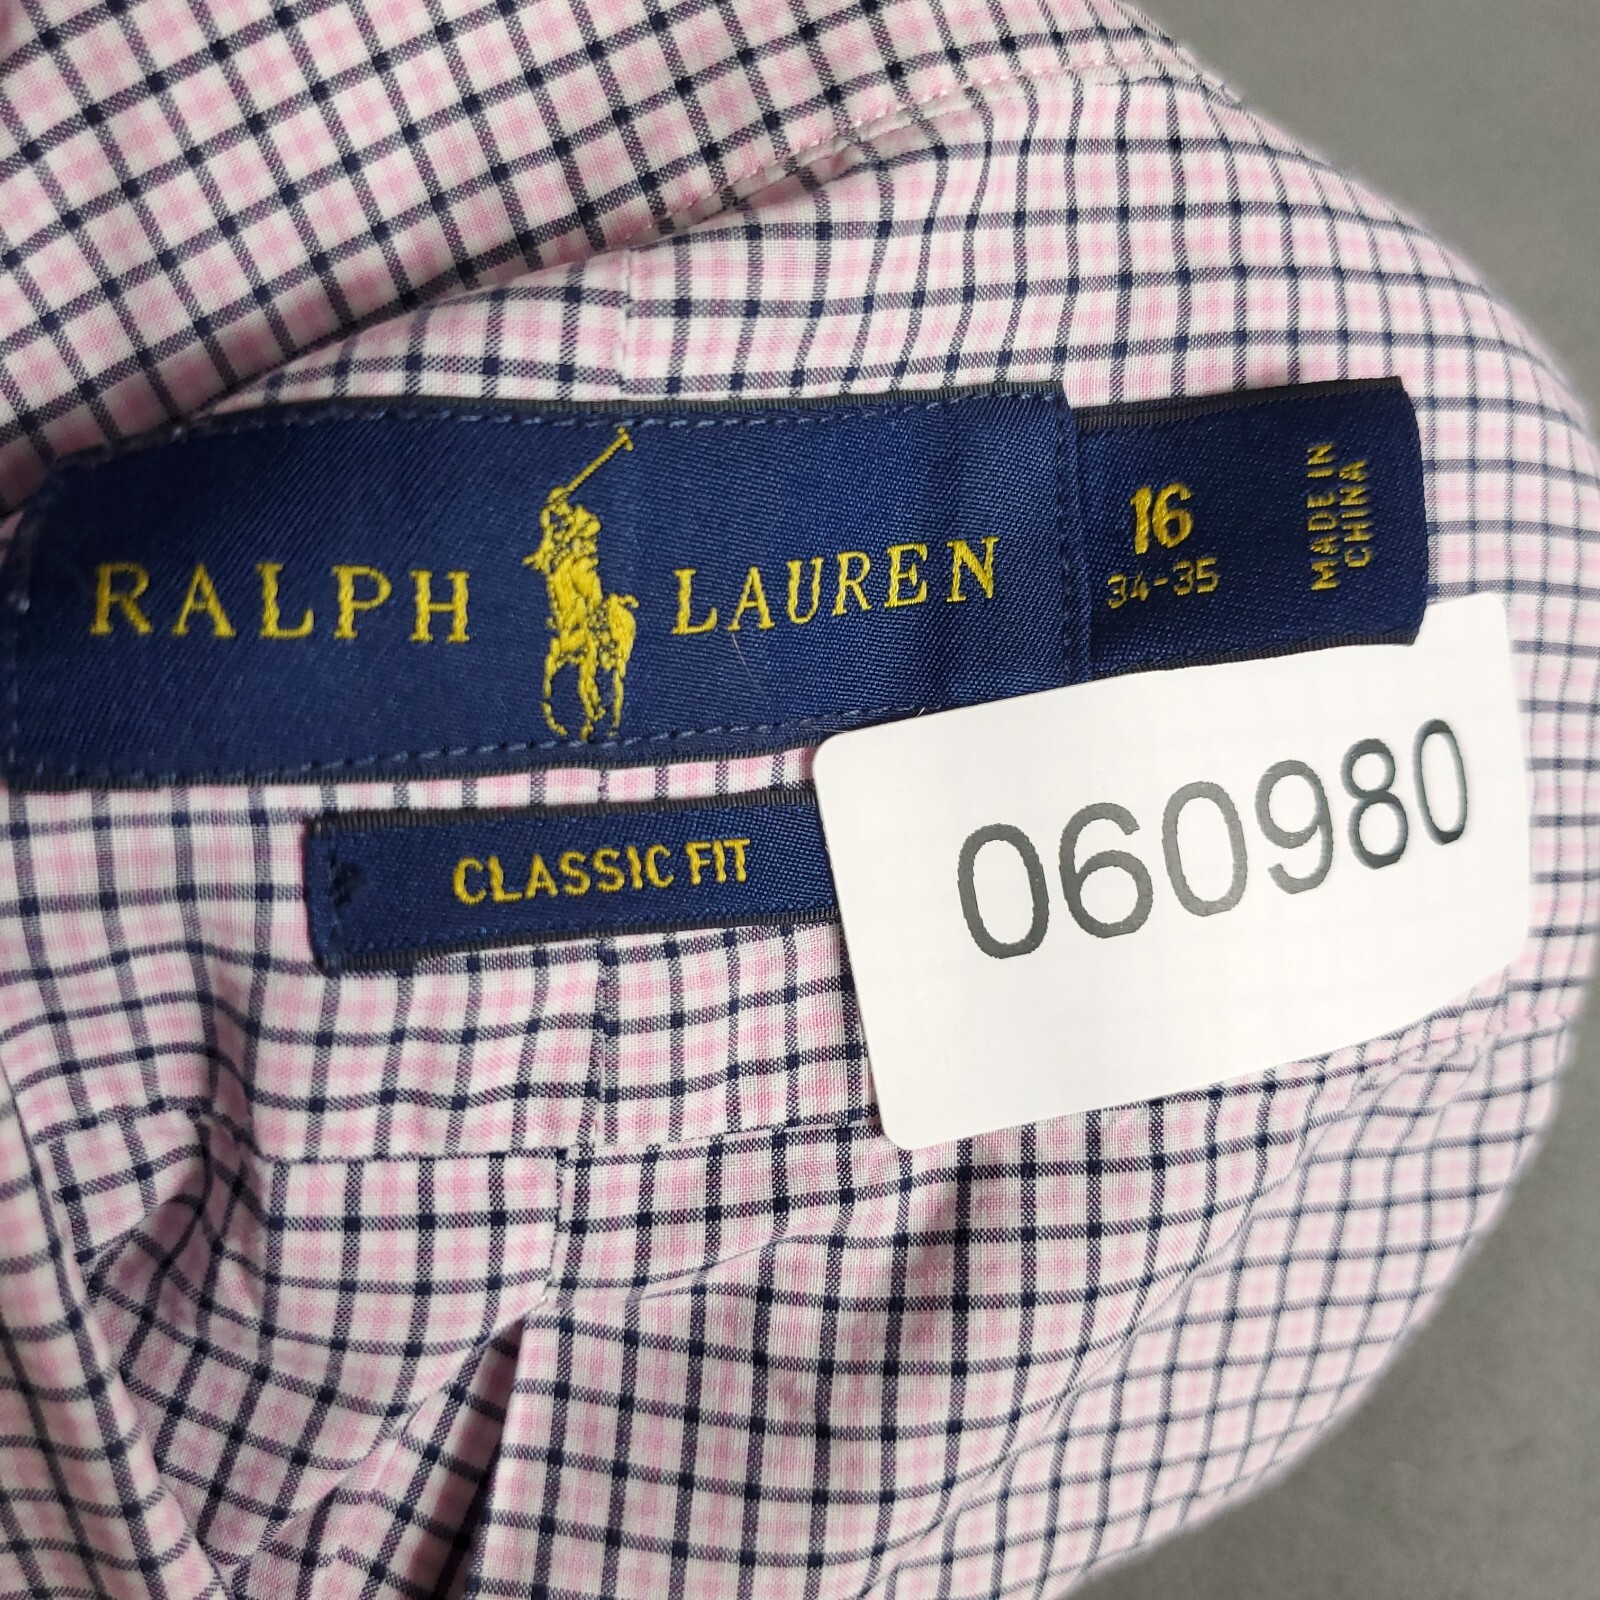 RALPH LAUREN
16
34-35
MADE IN
CHINA
CLASSIC FIT
060980